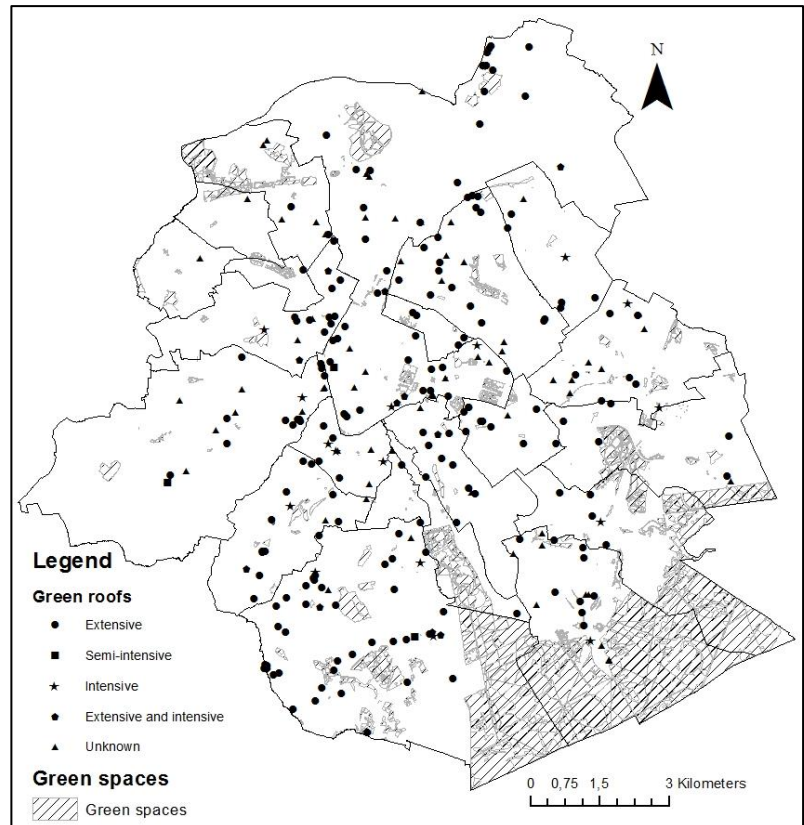 N
Legend
Green roofs
Extensive
Semi-intensive
Intensive
Extensive and intensive
Unknown
Green spaces
Green spaces
0 0,75 1,5 3 Kilometers